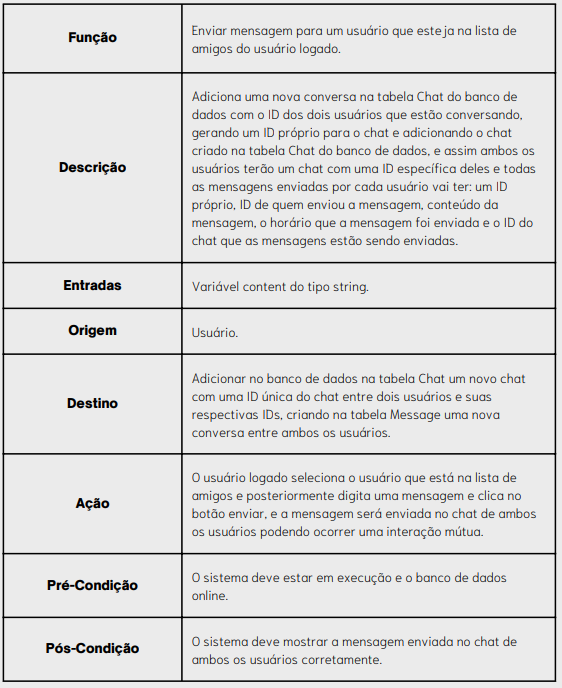 Função
Enviar mensagem para um usuário que esteja na lista de
amigos do usuário logado.
Descrição
Adiciona uma nova conversa na tabela Chat do banco de
dados com o ID dos dois usuários que estão conversando,
gerando um ID próprio para o chat e adicionando o chat
criado na tabela Chat do banco de dados, e assim ambos os
usuários terão um chat com uma ID específica deles e todas
as mensagens enviadas por cada usuário vai ter: um ID
próprio, ID de quem enviou a mensagem, conteúdo da
mensagem, o horário que a mensagem foi enviada e o ID do
chat que as mensagens estão sendo enviadas.
Entradas
Variável content do tipo string.
Origem
Usuário.
Destino
Adicionar no banco de dados na tabela Chat um novo chat
com uma ID única do chat entre dois usuários e suas
respectivas IDs, criando na tabela Message uma nova
conversa entre ambos os usuários.
Ação
O usuário logado seleciona o usuário que está na lista de
amigos e posteriormente digita uma mensagem e clica no
botão enviar, e a mensagem será enviada no chat de ambos
os usuários podendo ocorrer uma interação mútua.
Pré-Condição
O sistema deve estar em execução e o banco de dados
online.
Pós-Condição
O sistema deve mostrar a mensagem enviada no chat de
ambos os usuários corretamente.